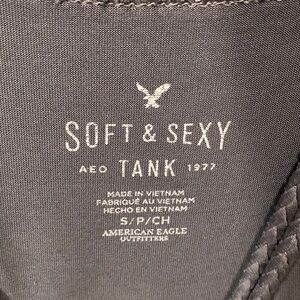 SOFT & SEXY
AEO TANK 1977
MADE IN VIETNAM
FABRIQUÉ AU VIETNAM
HECHO EN VIETNAM
S/P/CH
AMERICAN EAGLE
OUTFITTERS